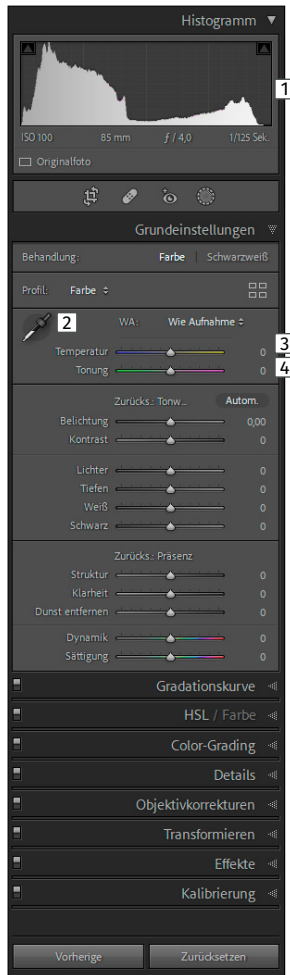 Histogramm
1
ISO 100 85 mm ƒ / 4,0 1/125 Sek.
Originalfoto
Grundeinstellungen
Behandlung: Farbe Schwarzweiß
Profil: Farbe
2 WA: Wie Aufnahme
Temperatur 0 3
Tonung 0 4
Zurücks.: Tonw... Autom.
Belichtung 0,00
Kontrast 0
Lichter 0
Tiefen 0
Weiß 0
Schwarz 0
Zurücks.: Präsenz
Struktur 0
Klarheit 0
Dunst entfernen 0
Dynamik 0
Sättigung 0
Gradationskurve
HSL / Farbe
Color-Grading
Details
Objektivkorrekturen
Transformieren
Effekte
Kalibrierung
Vorherige Zurücksetzen